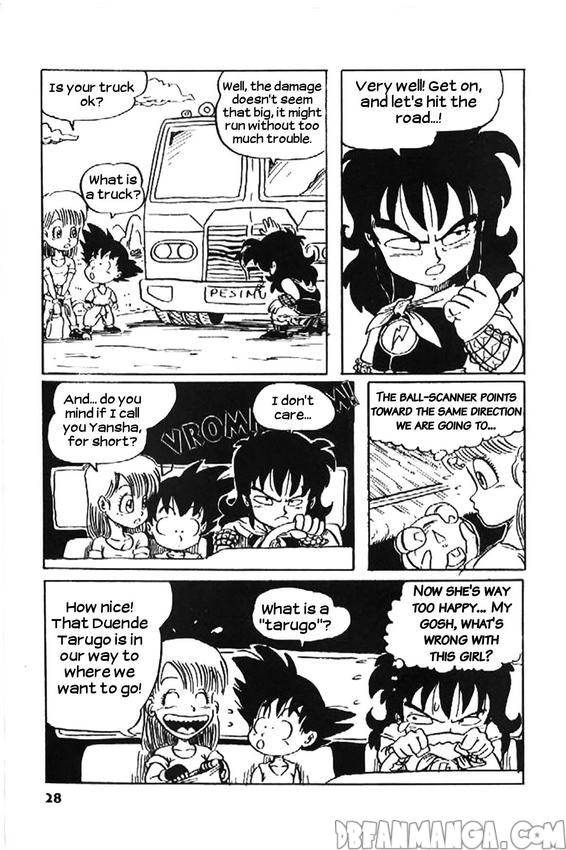 Is your truck
ok?
Well, the damage
doesn't seem
that big, it might
run without too
much trouble.
What is
a truck?
PESIM
Very well! Get on,
and let's hit the
road...!
And... do you
mind if I call
you Yansha,
for short?
I don't
care...
THE BALL-SCANNER POINTS
TOWARD THE SAME DIRECTION
WE ARE GOING TO...
How nice!
That Duende
Tarugo is in
our way to
where we
want to go!
What is a
"tarugo"?
NOW SHE'S WAY
TOO HAPPY... MY
GOSH, WHAT'S
WRONG WITH
THIS GIRL?
28
DBFANMANGA.COM